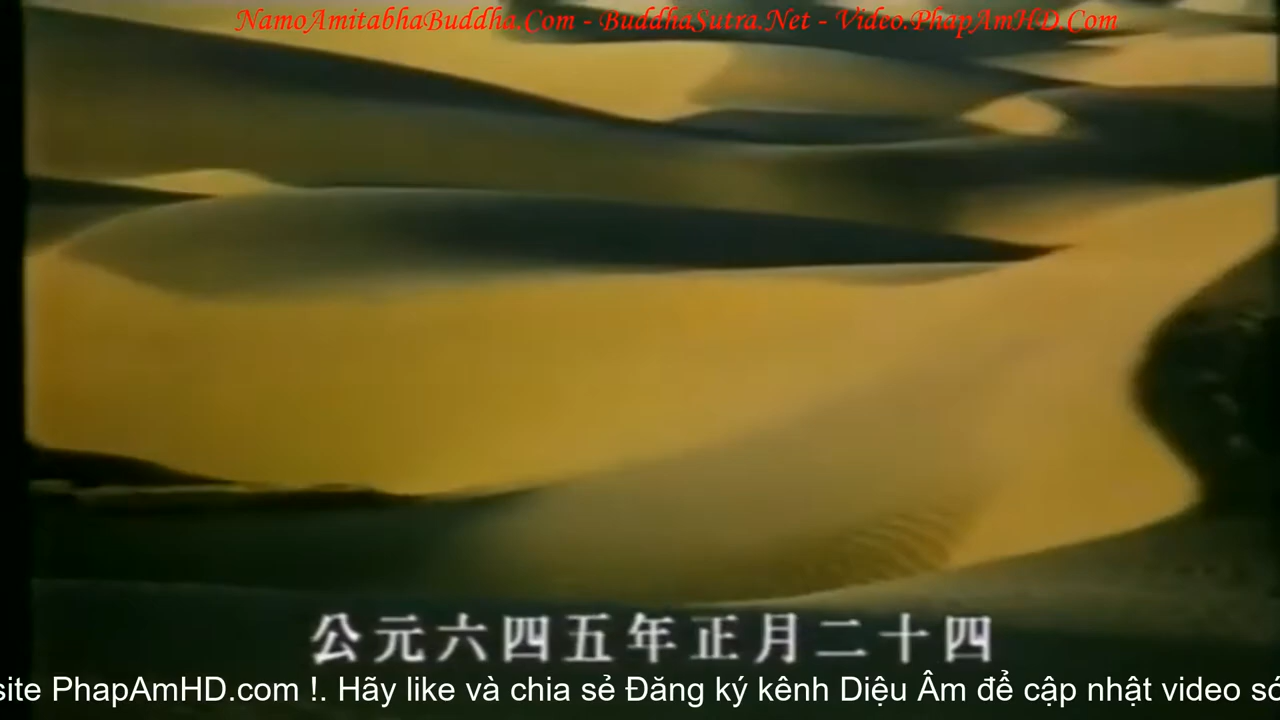 NamoAmitabhaBuddha.Com - BuddhaSutra.Net - Video.PhapAmHD.Com
公元六四五年正月二十四
site PhapAmHD.com !. Hãy like và chia sẻ Đăng ký kênh Diệu Âm để cập nhật video só